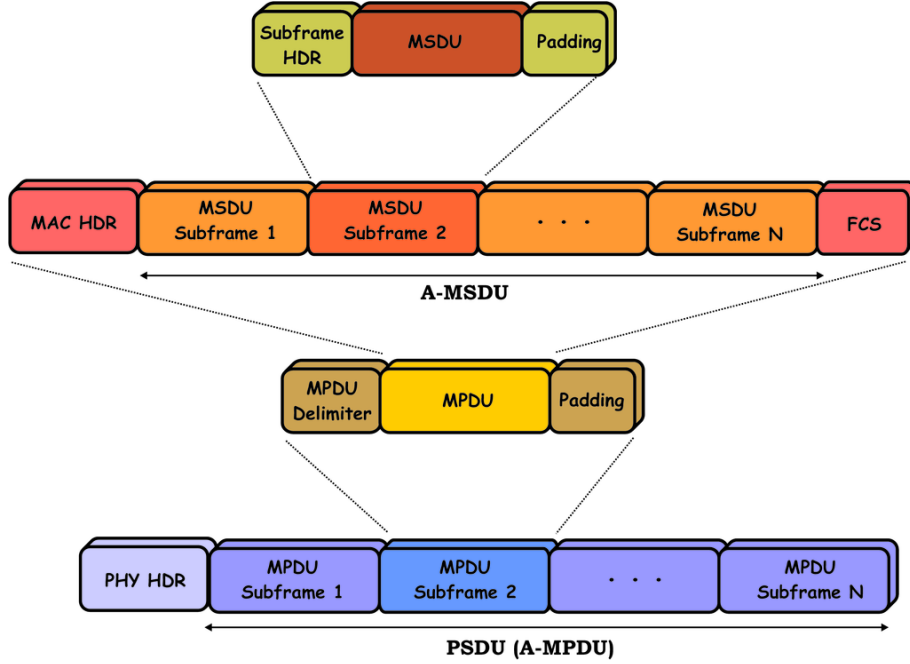 Subframe
HDR
MSDU
Padding
MAC HDR
MSDU
Subframe 1
MSDU
Subframe 2
. . .
MSDU
Subframe N
FCS
A-MSDU
MPDU
Delimiter
MPDU
Padding
PHY HDR
MPDU
Subframe 1
MPDU
Subframe 2
. . .
MPDU
Subframe N
PSDU (A-MPDU)